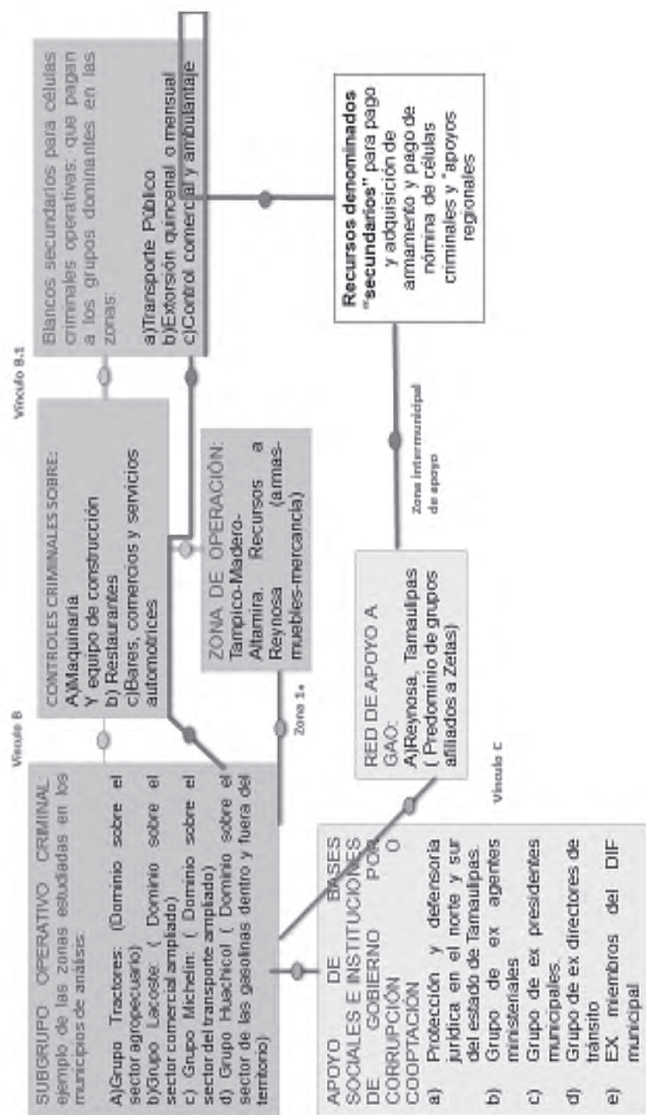 Vínculo B
Vínculo B.1
SUBGRUPO OPERATIVO CRIMINAL
ejemplo de las zonas estudiadas en los
municipios de análisis.
A)Grupo Tractores: (Dominio sobre el
sector agropecuario)
b)Grupo Lacoste: ( Dominio sobre el
sector comercial ampliado)
c) Grupo Michelin: ( Dominio sobre el
sector del transporte ampliado)
d) Grupo Huachicol ( Dominio sobre el
sector de las gasolinas dentro y fuera del
territorio)
CONTROLES CRIMINALES SOBRE:
A)Maquinaria
Y equipo de construcción
b) Restaurantes
c)Bares, comercios y servicios
automotrices
Blancos secundarios para células
criminales operativas: que pagan
a los grupos dominantes en las
zonas:
a)Transporte Público
b)Extorsión quincenal o mensual
c)Control comercial y ambulantaje
Zona 1.
ZONA DE OPERACIÓN:
Tampico-Madero-
Altamira. Recursos a
Reynosa (armas-
muebles-mercancía)
APOYO DE BASES
SOCIALES E INSTITUCIONES
DE GOBIERNO POR
CORRUPCIÓN O
COOPTACION
a) Protección y defensoría
jurídica en el norte y sur
del estado de Tamaulipas.
b) Grupo de ex agentes
ministeriales
c) Grupo de ex presidentes
municipales.
d) Grupo de ex directores de
tránsito
e) EX miembros del DIF
municipal
Vínculo C
RED DE APOYO A
GAO:
A)Reynosa, Tamaulipas
( Predominio de grupos
afiliados a Zetas)
Zona intermunicipal
de apoyo
Recursos denominados
"secundarios" para pago
y adquisición de
armamento y pago de
nómina de células
criminales y "apoyos
regionales